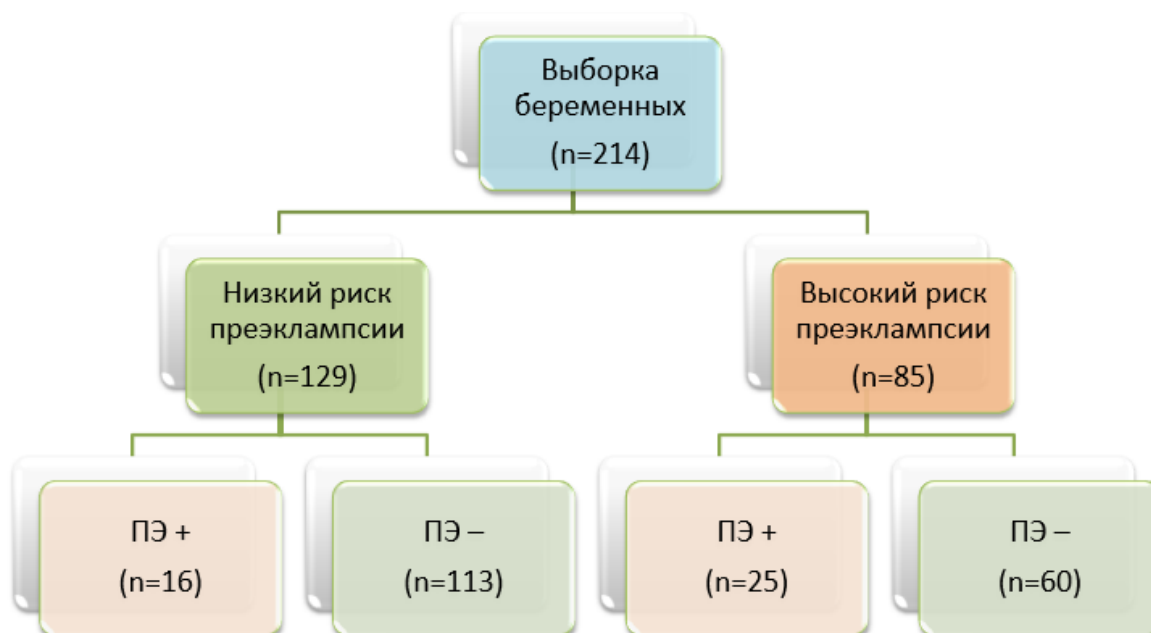 Выборка
беременных
(n=214)
Низкий риск
преэклампсии
(n=129)
Высокий риск
преэклампсии
(n=85)
ПЭ +
(n=16)
ПЭ –
(n=113)
ПЭ +
(n=25)
ПЭ –
(n=60)